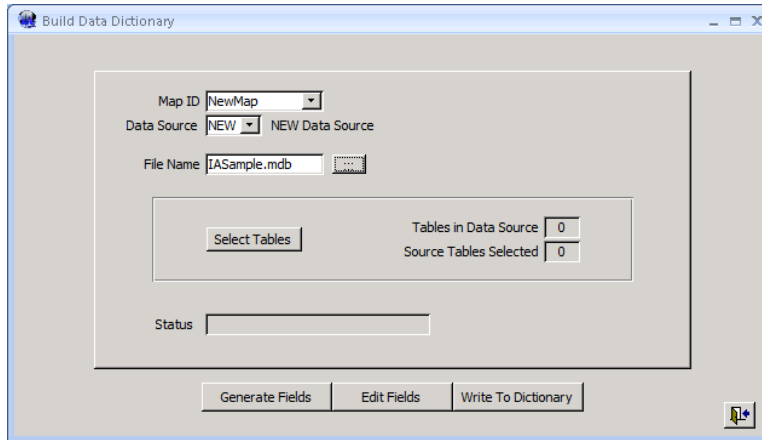 Build Data Dictionary
Map ID NewMap
Data Source NEW NEW Data Source
File Name IASample.mdb ...
Select Tables
Tables in Data Source 0
Source Tables Selected 0
Status
Generate Fields Edit Fields Write To Dictionary